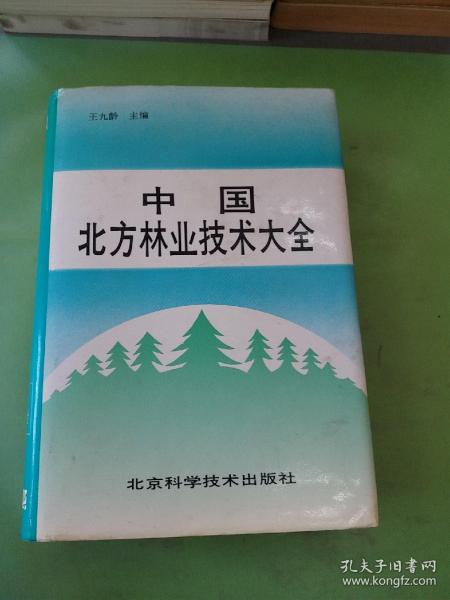 王九龄 主编
中国
北方林业技术大全
北京科学技术出版社
孔夫子旧书网
www.kongfz.com